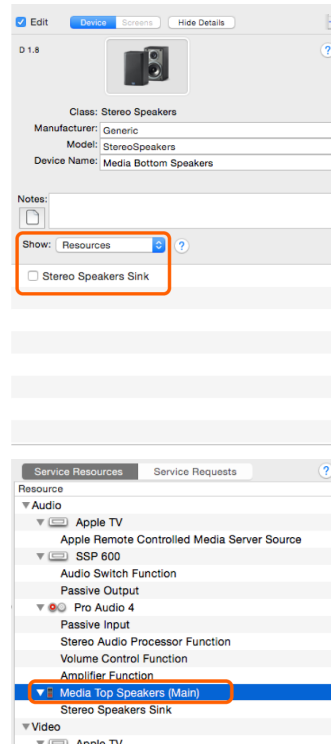 Edit Device Screens Hide Details
D 1.8 ?
Class: Stereo Speakers
Manufacturer: Generic
Model: StereoSpeakers
Device Name: Media Bottom Speakers
Notes:
Show: Resources ?
Stereo Speakers Sink
Service Resources Service Requests ?
Resource
Audio
Apple TV
Apple Remote Controlled Media Server Source
SSP 600
Audio Switch Function
Passive Output
Pro Audio 4
Passive Input
Stereo Audio Processor Function
Volume Control Function
Amplifier Function
Media Top Speakers (Main)
Stereo Speakers Sink
Video
Apple TV